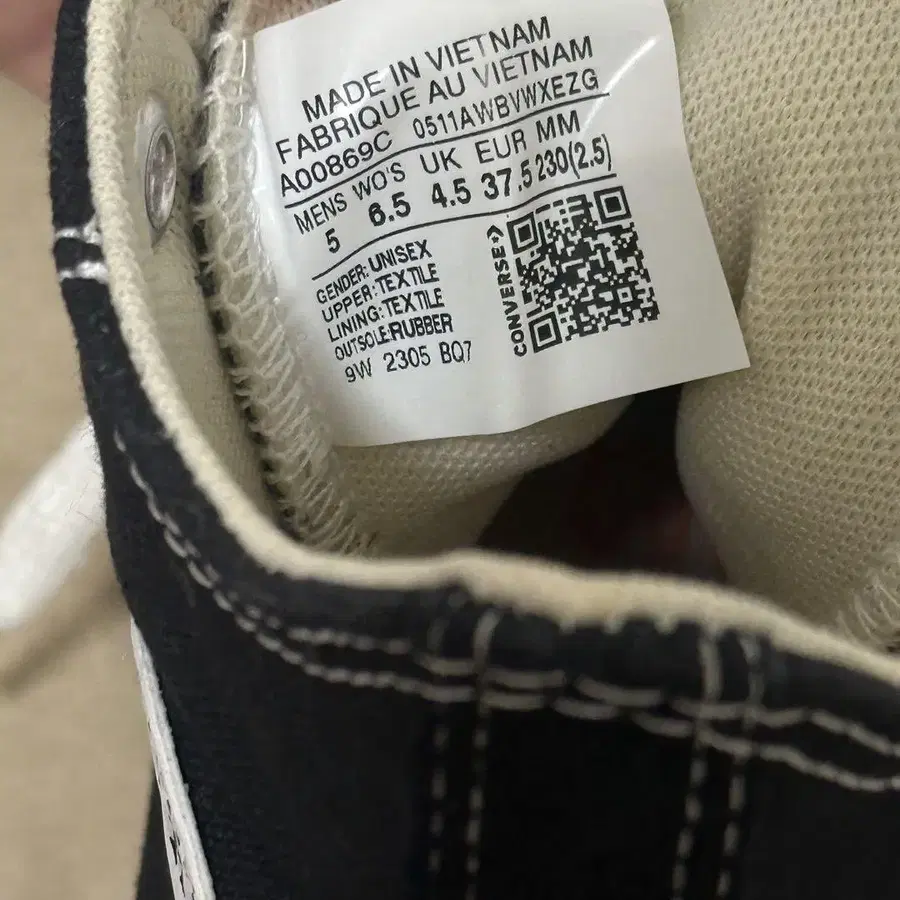 MADE IN VIETNAM
FABRIQUE AU VIETNAM
A00869C 0511AWBVWXEZG
MENS WO'S UK EUR MM
5 6.5 4.5 37.5 230(2.5)
GENDER: UNISEX
UPPER: TEXTILE
LINING: TEXTILE
OUTSOLE:RUBBER
9W 2305 BQ7
CONVERSE